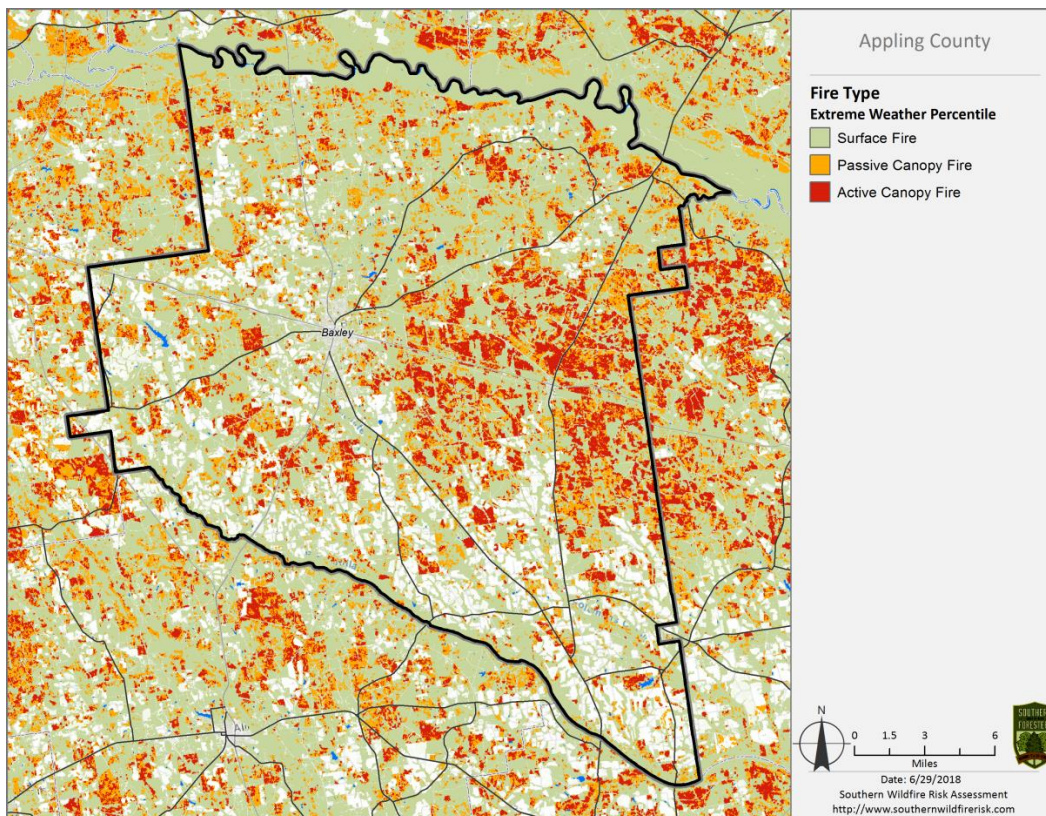 Appling County
Fire Type
Extreme Weather Percentile
Surface Fire
Passive Canopy Fire
Active Canopy Fire
Baxley
N
0 1.5 3 6
Miles
Date: 6/29/2018
Southern Wildfire Risk Assessment
http://www.southernwildfirerisk.com
SOUTHERN